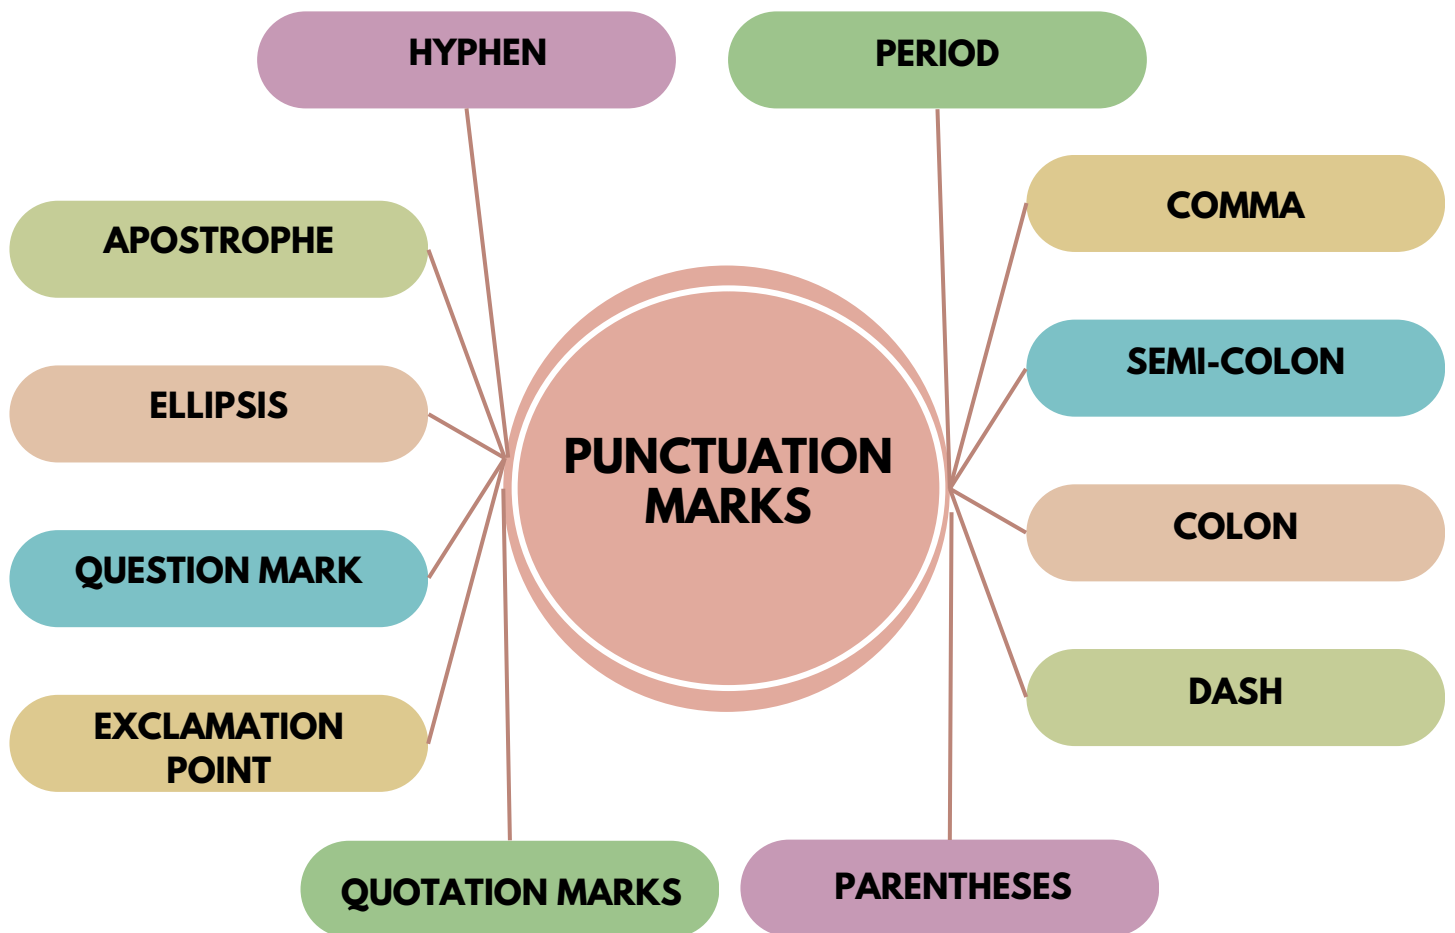 HYPHEN
PERIOD
COMMA
APOSTROPHE
SEMI-COLON
ELLIPSIS
PUNCTUATION
MARKS
COLON
QUESTION MARK
DASH
EXCLAMATION
POINT
QUOTATION MARKS
PARENTHESES